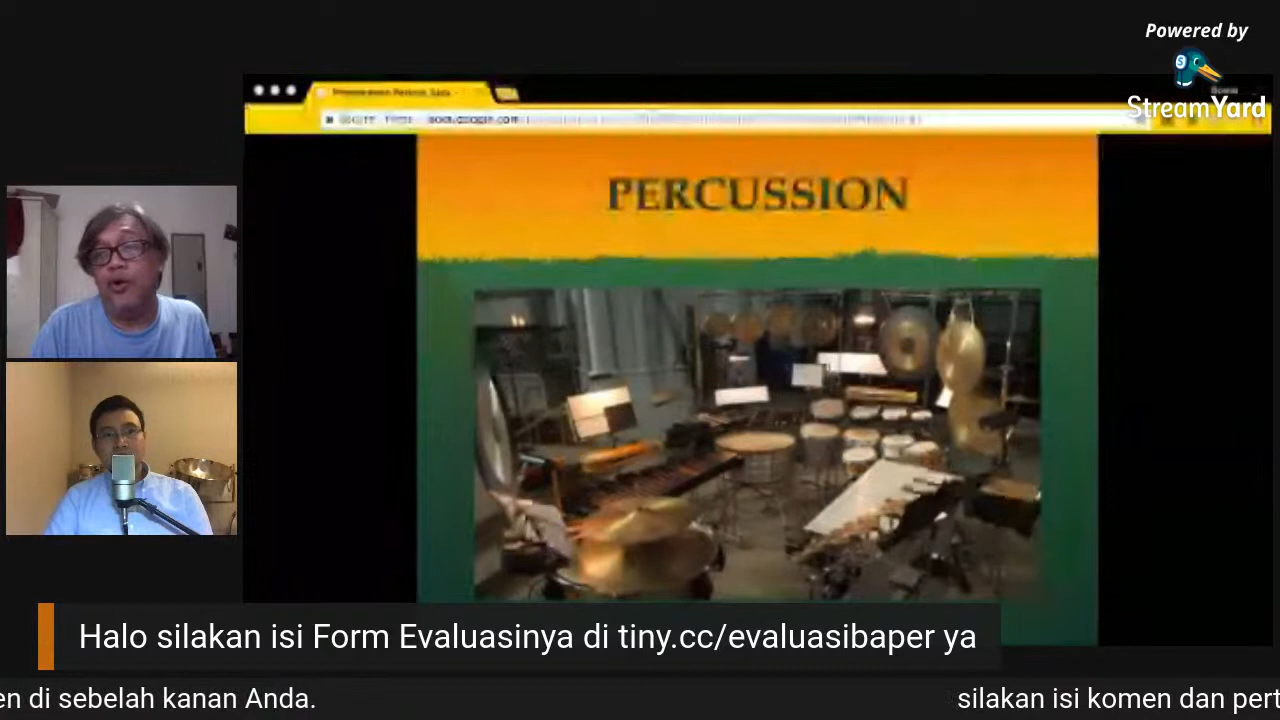 Powered by
StreamYard
PERCUSSION
Halo silakan isi Form Evaluasinya di tiny.cc/evaluasibaper ya
en di sebelah kanan Anda.
silakan isi komen dan pert